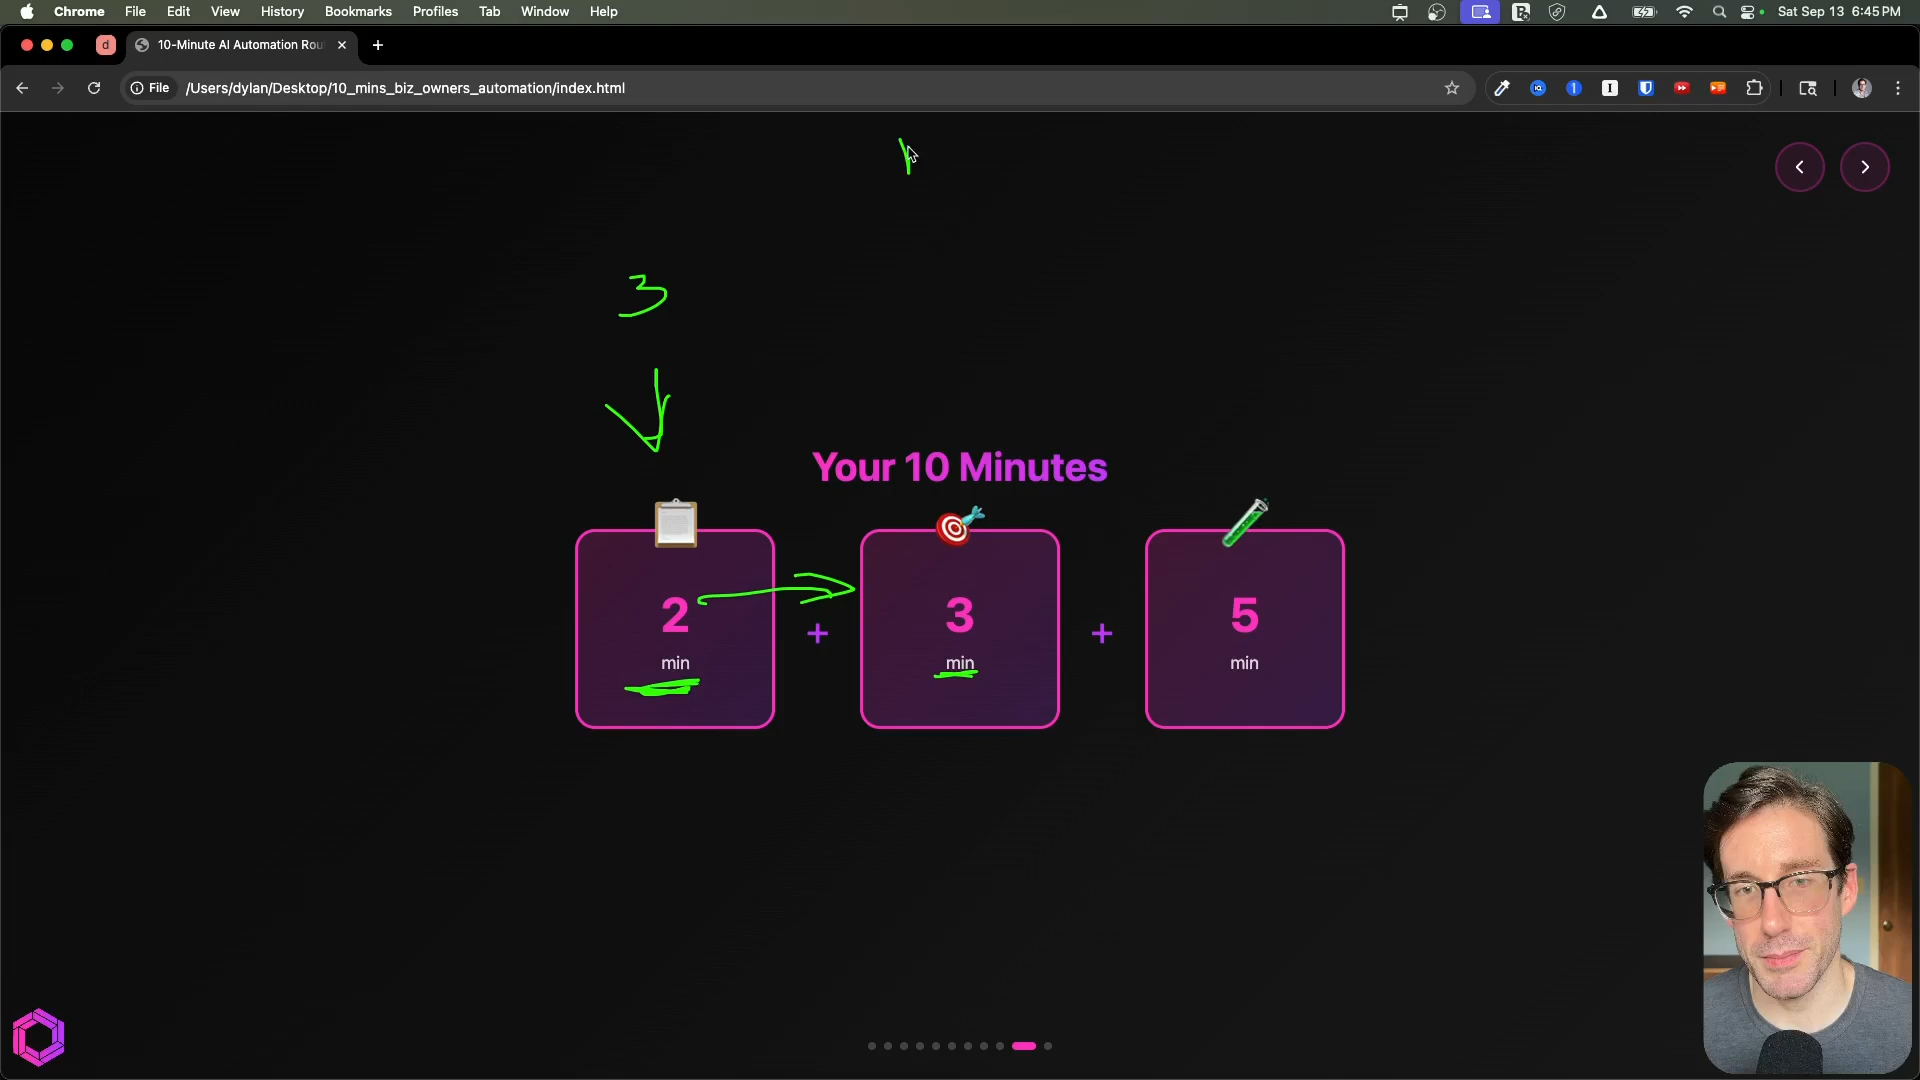 Chrome File Edit View History Bookmarks Profiles Tab Window Help Sat Sep 13 6:45 PM
10-Minute AI Automation Rou
File /Users/dylan/Desktop/10_mins_biz_owners_automation/index.html
3
Your 10 Minutes
2 + 3 + 5
min min min